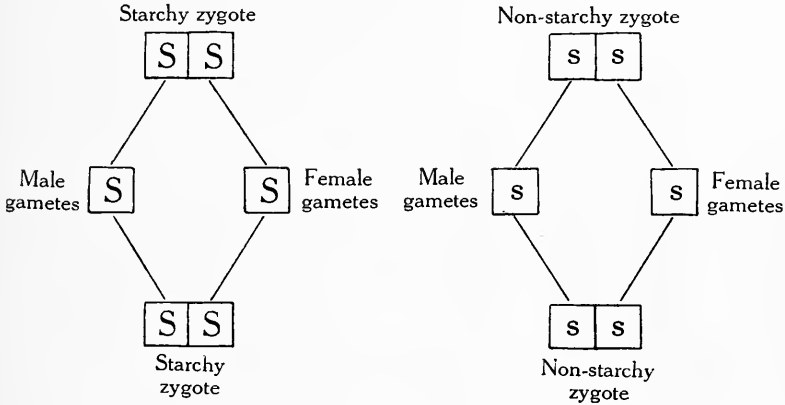 Starchy zygote
S S
Male
gametes
S
S
Female
gametes
S S
Starchy
zygote
Non-starchy zygote
s s
Male
gametes
s
s
Female
gametes
s s
Non-starchy
zygote